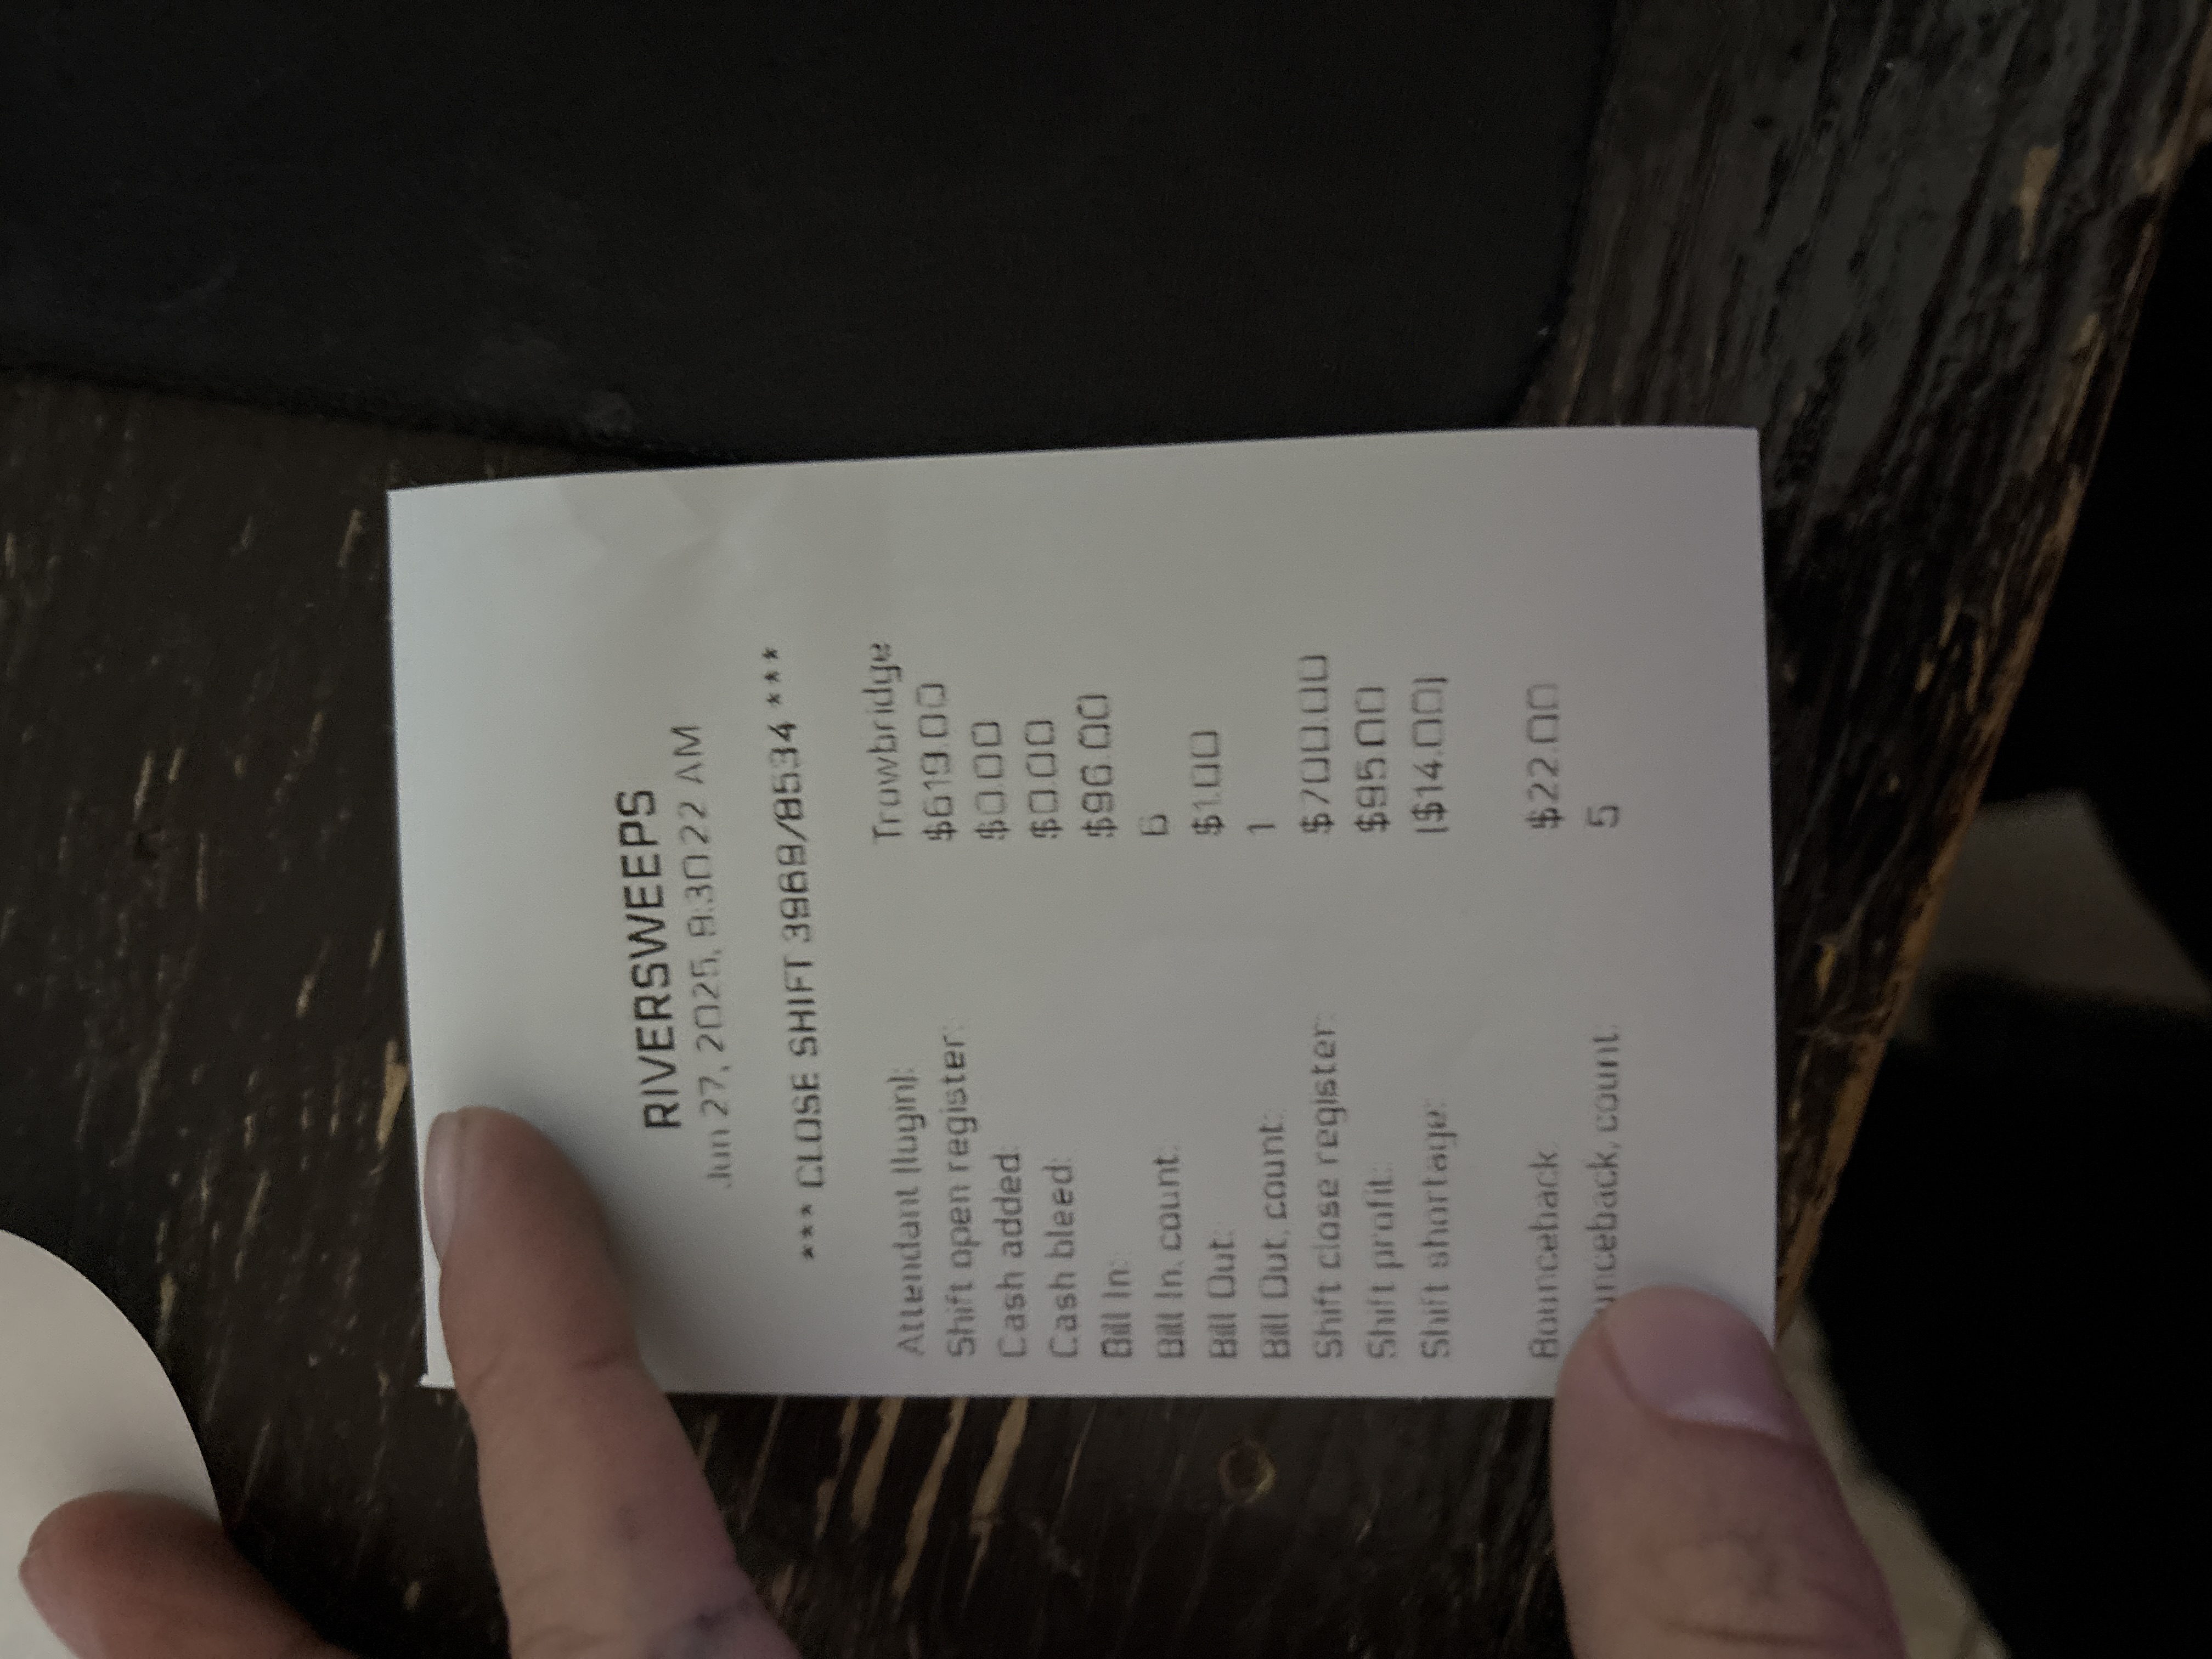 RIVERSWEEPS
Jun 27, 2025, 8:30:22 AM
*** CLOSE SHIFT 3969/8534 ***
Attendant (login): Trowbridge
Shift open register: $619.00
Cash added: $0.00
Cash bleed: $0.00
Bill In: $96.00
Bill In, count: 6
Bill Out: $1.00
Bill Out, count: 1
Shift close register: $700.00
Shift profit: $95.00
Shift shortage: ($14.00)
Bounceback: $22.00
unceback, count: 5